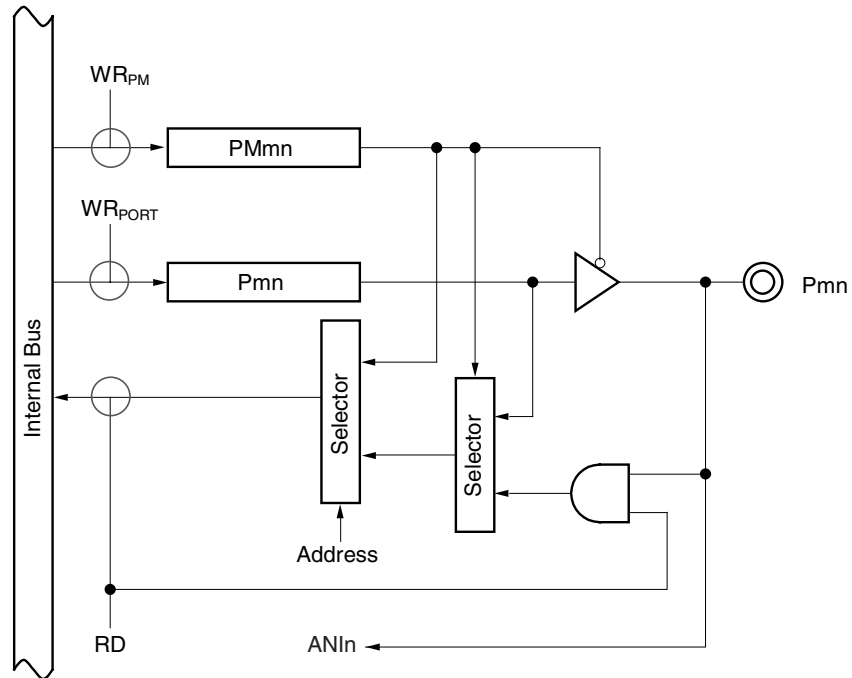 WRPM
PMmn
WRPORT
Pmn
Pmn
Internal Bus
Selector
Selector
Address
RD
ANIn